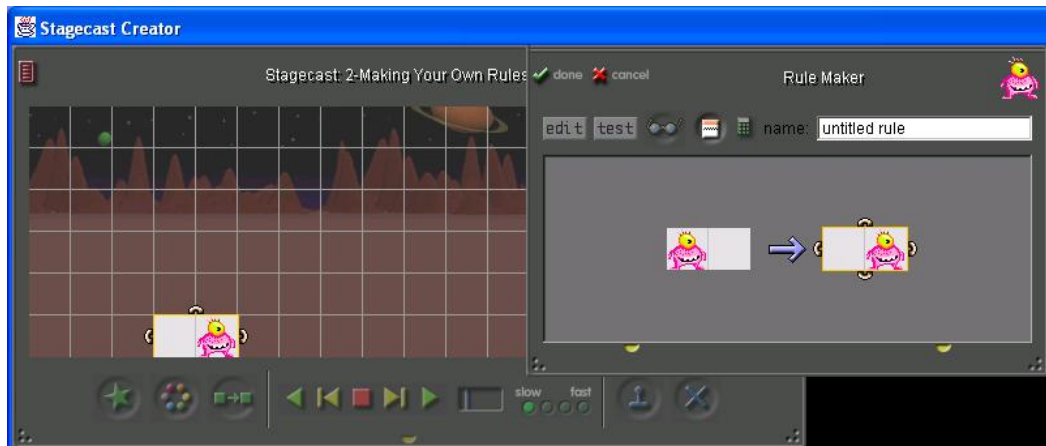 Stagecast Creator
Stagecast: 2-Making Your Own Rules
done cancel
Rule Maker
edit test
name: untitled rule
slow fast